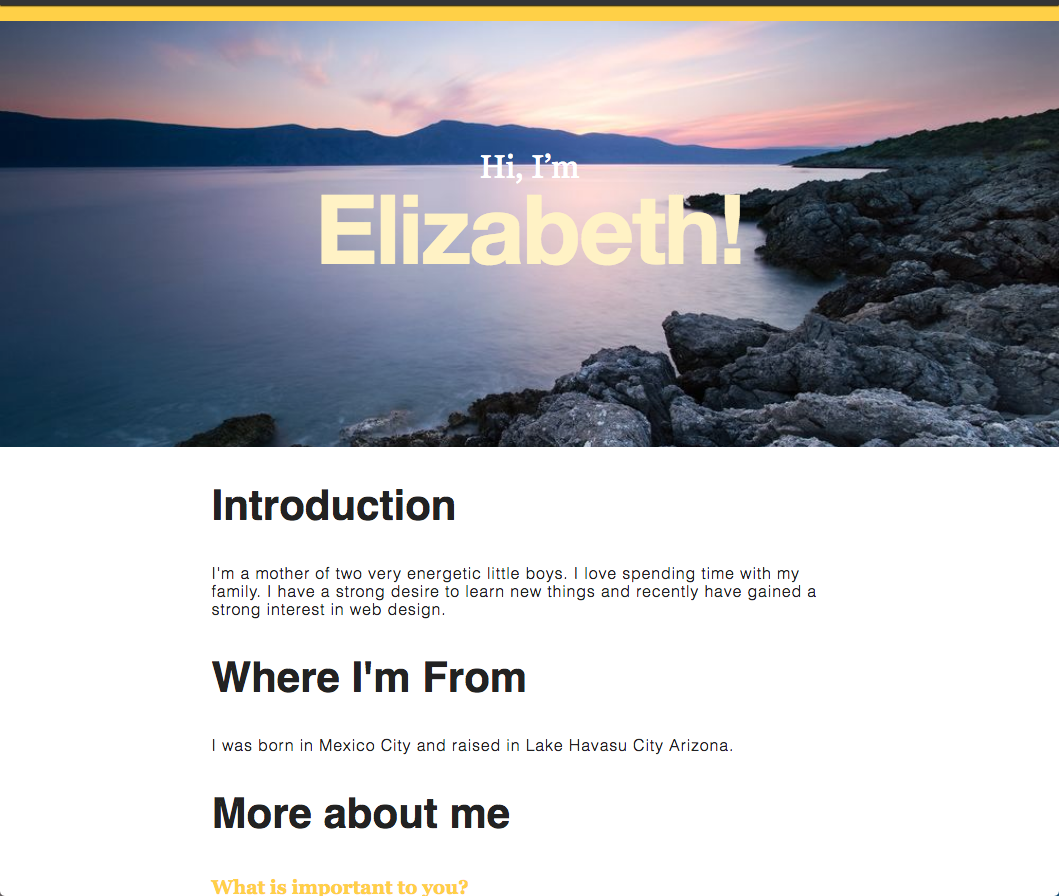 Hi, I’m
Elizabeth!
Introduction
I'm a mother of two very energetic little boys. I love spending time with my
family. I have a strong desire to learn new things and recently have gained a
strong interest in web design.
Where I'm From
I was born in Mexico City and raised in Lake Havasu City Arizona.
More about me
What is important to you?